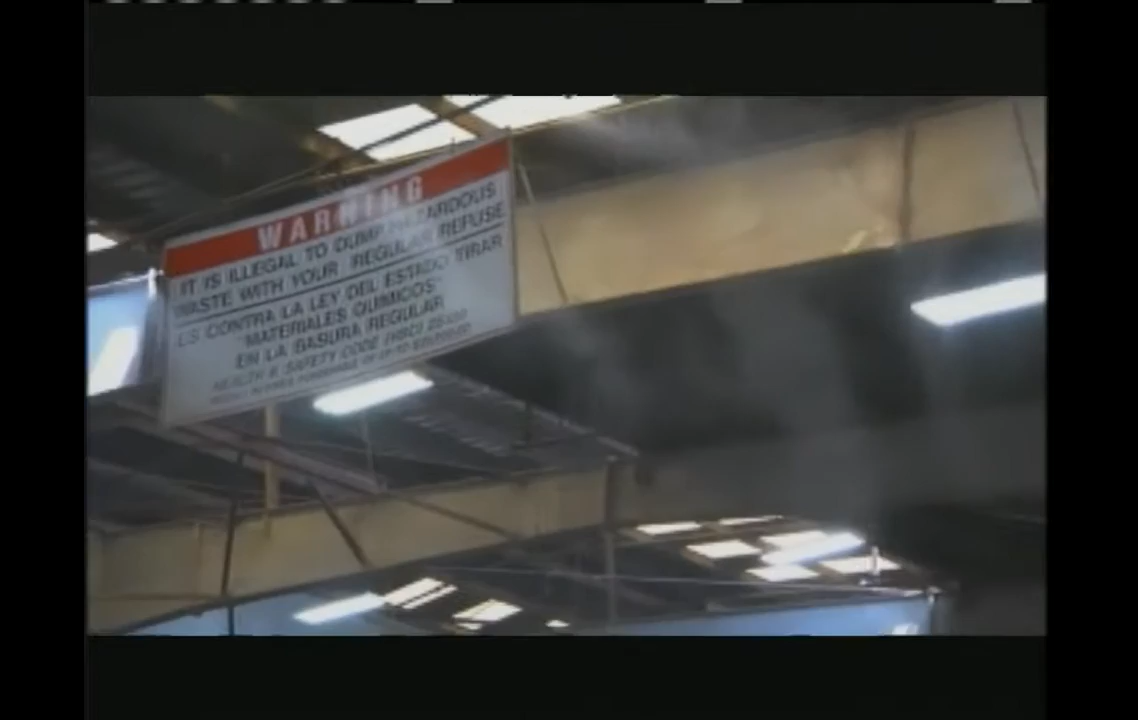 WARNING
IT IS ILLEGAL TO DUMP HAZARDOUS
WASTE WITH YOUR REGULAR REFUSE
ES CONTRA LA LEY DEL ESTADO TIRAR
"MATERIALES QUIMICOS"
EN LA BASURA REGULAR
HEALTH & SAFETY CODE (HSC)